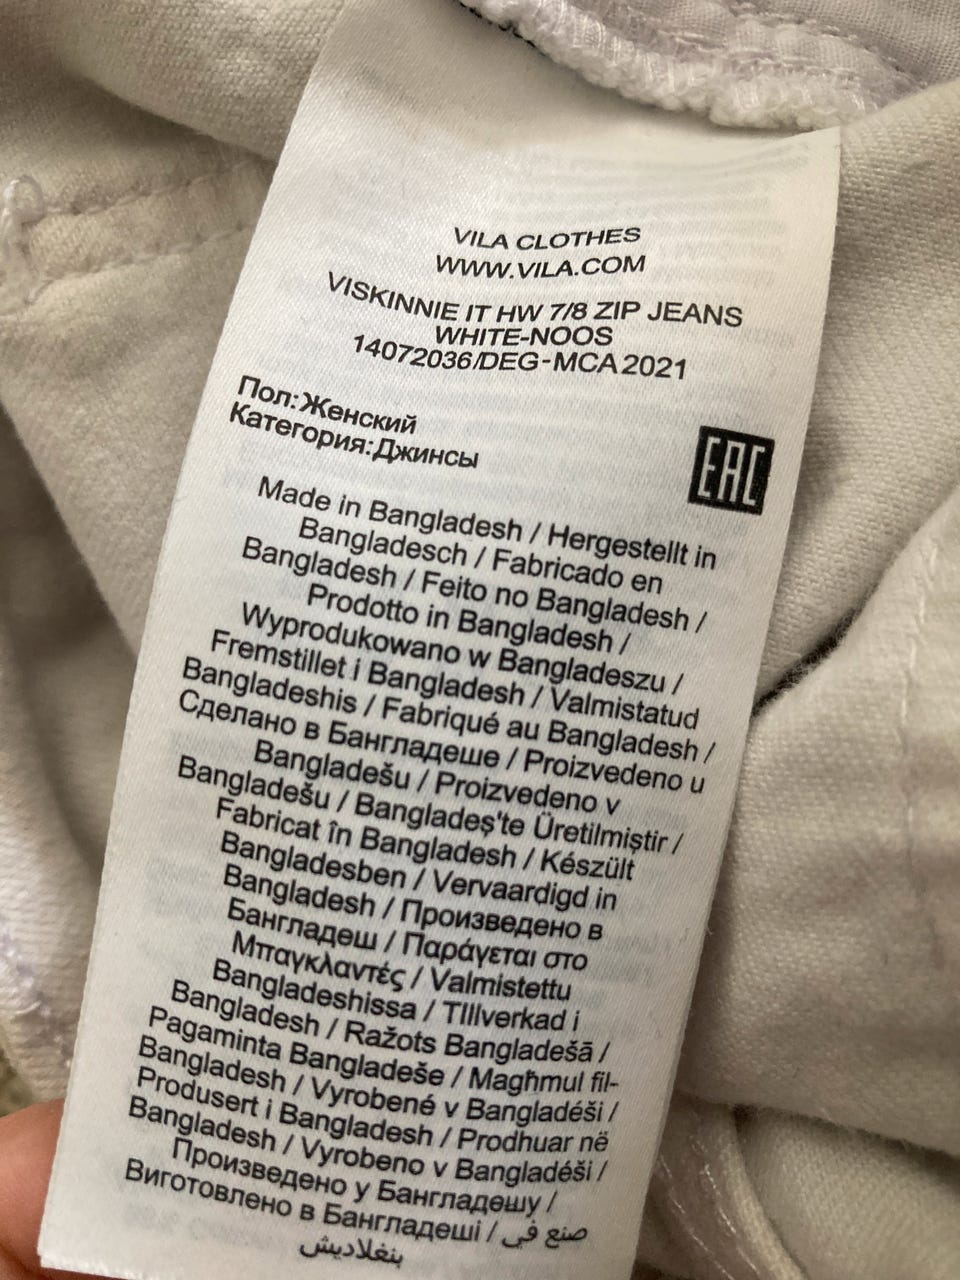 VILA CLOTHES
WWW.VILA.COM
VISKINNIE IT HW 7/8 ZIP JEANS
WHITE-NOOS
14072036/DEG-MCA 2021
Пол:Женский
Категория:Джинсы
EAC
Made in Bangladesh / Hergestellt in
Bangladesch / Fabricado en
Bangladesh / Feito no Bangladesh /
Prodotto in Bangladesh /
Wyprodukowano w Bangladeszu /
Fremstillet i Bangladesh / Valmistatud
Bangladeshis / Fabriqué au Bangladesh /
Сделано в Бангладеше / Proizvedeno u
Bangladešu / Proizvedeno v
Bangladešu / Bangladeş'te Üretilmiştir /
Fabricat în Bangladesh / Készült
Bangladesben / Vervaardigd in
Bangladesh / Произведено в
Бангладеш / Παράγεται στο
Μπαγκλαντές / Valmistettu
Bangladeshissa / TIllverkad i
Bangladesh / Ražots Bangladešā /
Pagaminta Bangladeše / Magħmul fil-
Bangladesh / Vyrobené v Bangladéši /
Produsert i Bangladesh / Prodhuar në
Bangladesh / Vyrobeno v Bangladéši /
Произведено у Бангладешу /
Виготовлено в Бангладеші / صنع في
بنغلاديش